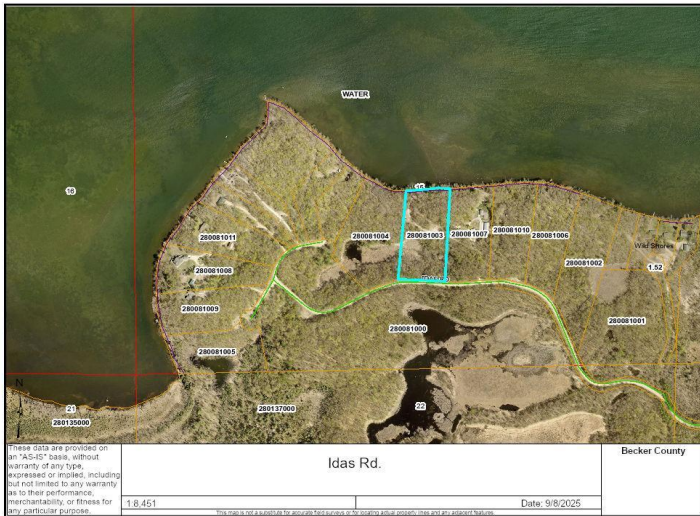 WATER
16
15
280081011
280081004
280081003
280081007
280081010
280081006
Wild Shores
280081008
280081002
1.52
280081009
280081000
280081001
280081005
N
21
280135000
280137000
22
These data are provided on
an "AS-IS" basis, without
warranty of any type,
expressed or implied, including
but not limited to any warranty
as to their performance,
merchantability, or fitness for
any particular purpose.
Idas Rd.
Becker County
1:8,451
Date: 9/8/2025
This map is not a substitute for accurate field surveys or for locating actual property lines and any adjacent features.